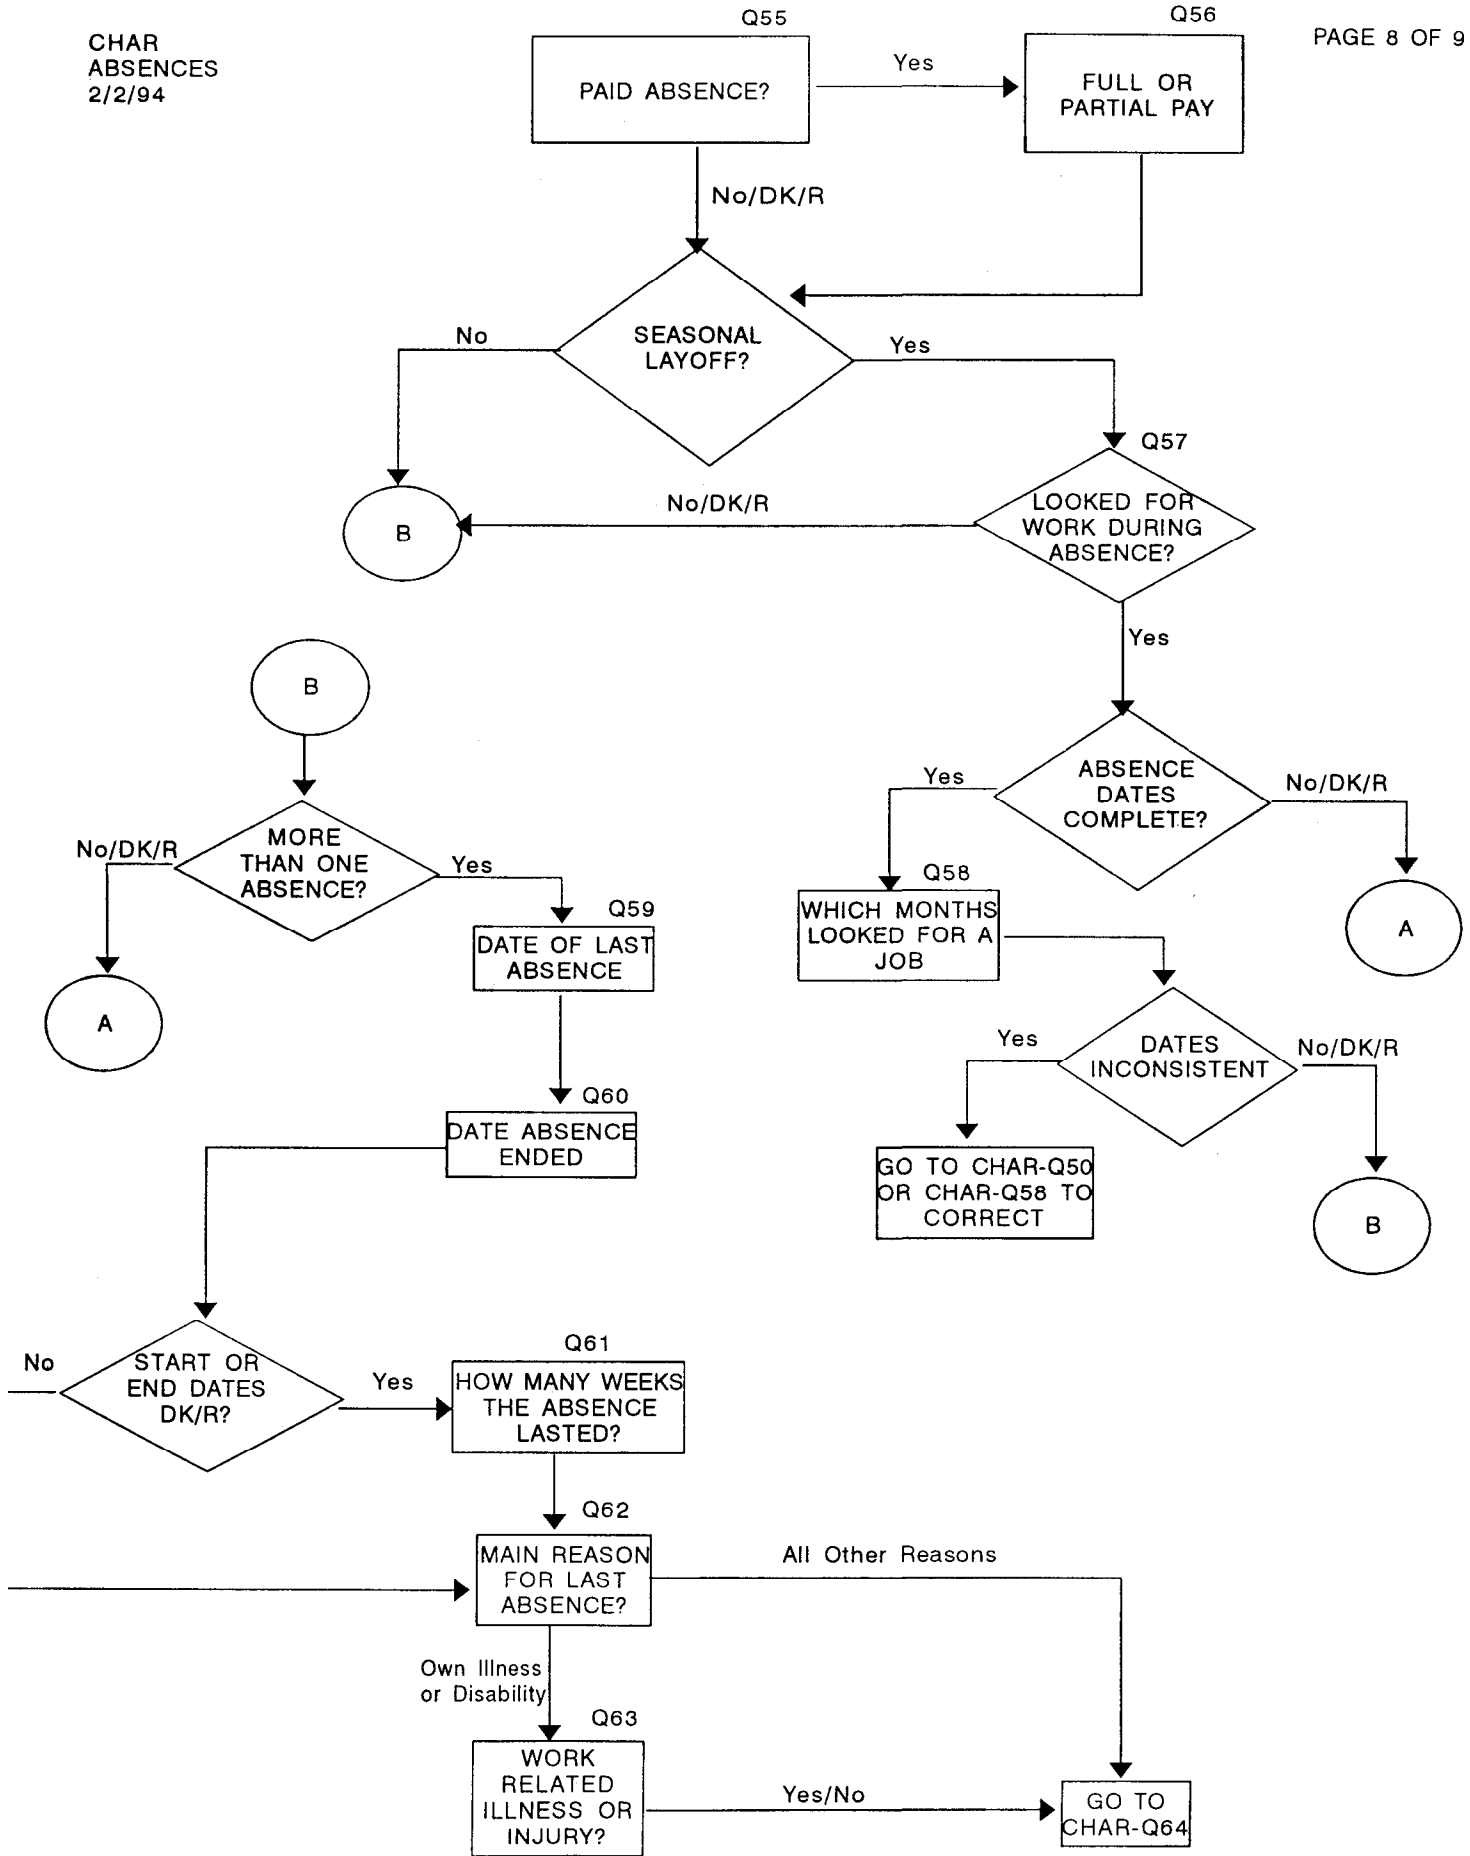 CHAR
ABSENCES
2/2/94
PAGE 8 OF 9
Q55
PAID ABSENCE?
Yes
Q56
FULL OR
PARTIAL PAY
No/DK/R
SEASONAL
LAYOFF?
No
Yes
Q57
LOOKED FOR
WORK DURING
ABSENCE?
No/DK/R
B
Yes
ABSENCE
DATES
COMPLETE?
Yes
No/DK/R
A
Q58
WHICH MONTHS
LOOKED FOR A
JOB
DATES
INCONSISTENT
Yes
No/DK/R
GO TO CHAR-Q50
OR CHAR-Q58 TO
CORRECT
B
B
MORE
THAN ONE
ABSENCE?
No/DK/R
Yes
A
Q59
DATE OF LAST
ABSENCE
Q60
DATE ABSENCE
ENDED
START OR
END DATES
DK/R?
No
Yes
Q61
HOW MANY WEEKS
THE ABSENCE
LASTED?
Q62
MAIN REASON
FOR LAST
ABSENCE?
All Other Reasons
Own Illness
or Disability
Q63
WORK
RELATED
ILLNESS OR
INJURY?
Yes/No
GO TO
CHAR-Q64